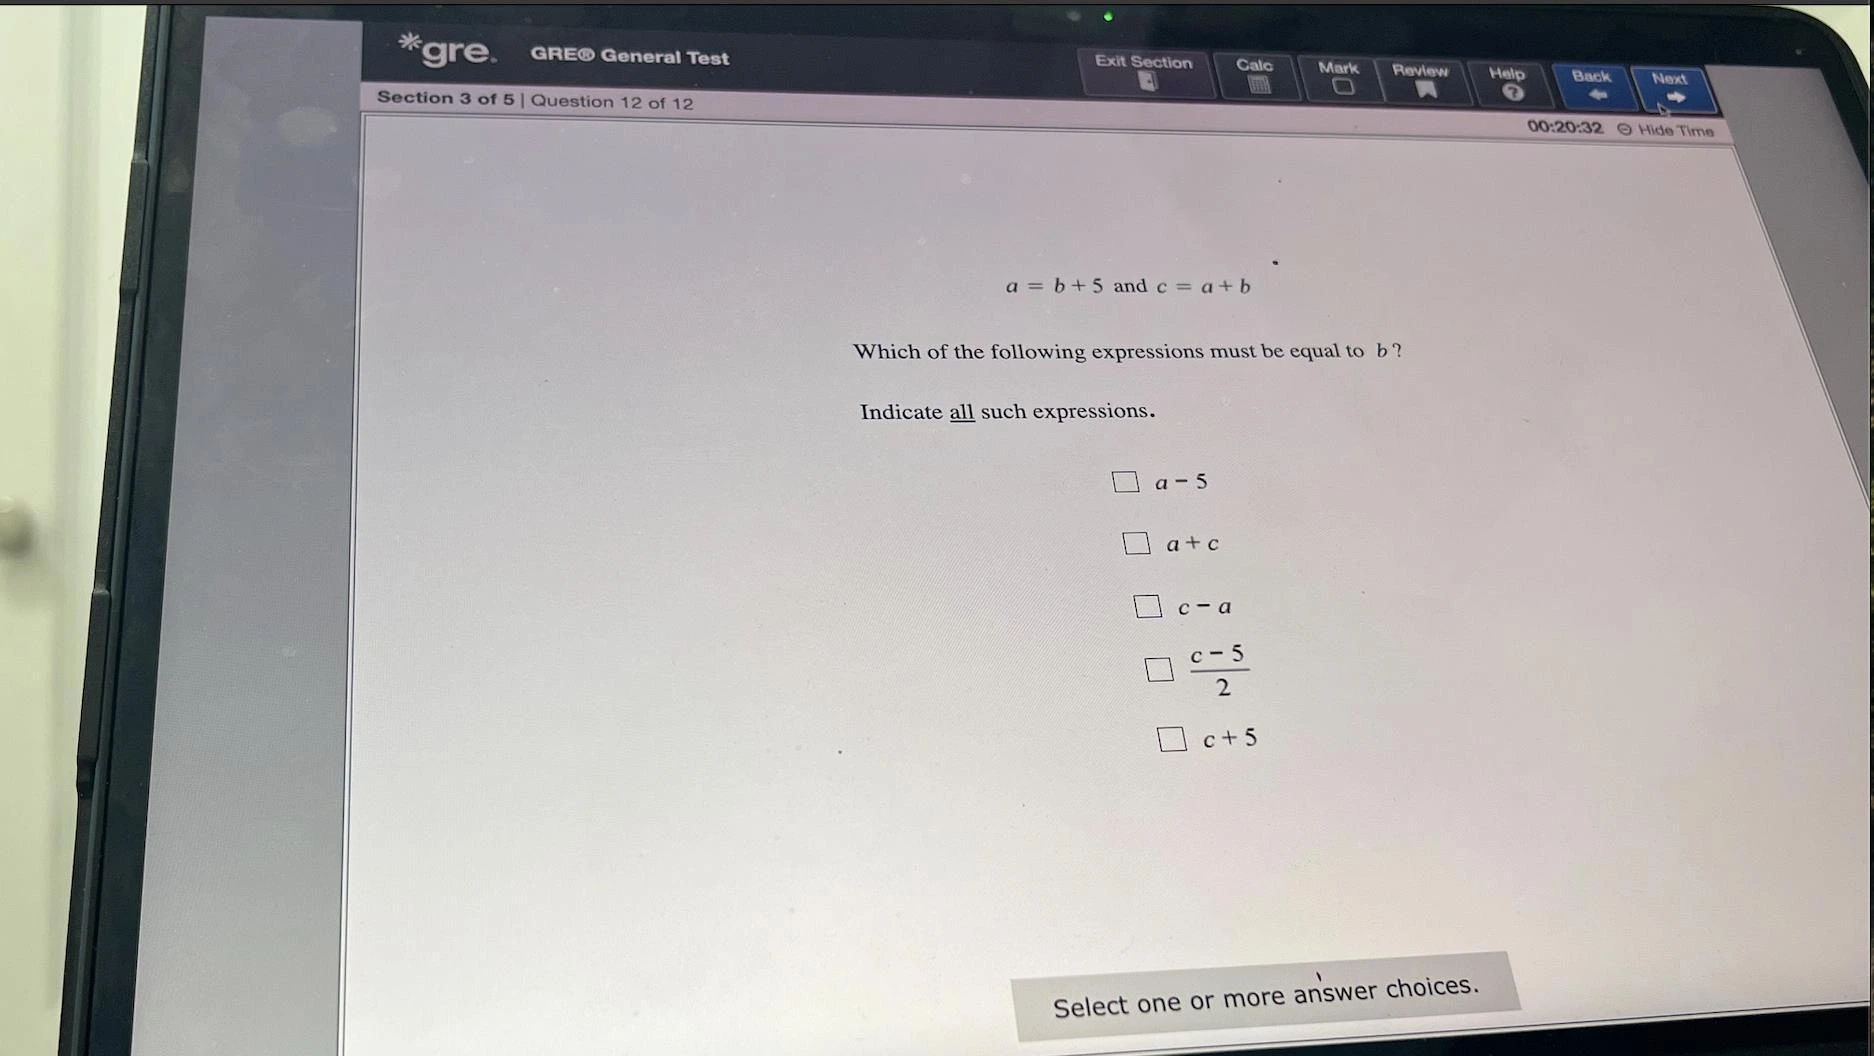 *gre. GRE® General Test
Exit Section Calc Mark Review Help Back Next
Section 3 of 5 | Question 12 of 12
00:20:32 Hide Time
a = b + 5 and c = a + b
Which of the following expressions must be equal to b?
Indicate all such expressions.
a − 5
a + c
c − a
c − 5
2
c + 5
Select one or more answer choices.